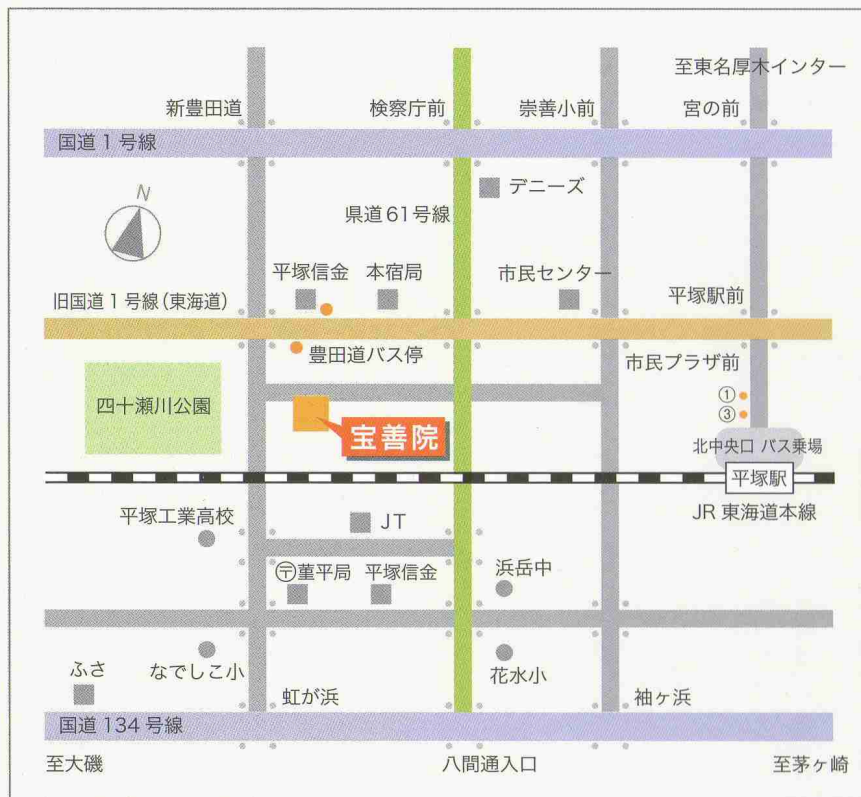 至東名厚木インター
新豊田道
検察庁前
崇善小前
宮の前
国道1号線
デニーズ
N
県道61号線
平塚信金
本宿局
市民センター
旧国道1号線(東海道)
平塚駅前
豊田道バス停
市民プラザ前
四十瀬川公園
①
③
宝善院
北中央口 バス乗場
平塚駅
平塚工業高校
JT
JR東海道本線
〶菫平局
平塚信金
浜岳中
ふさ
なでしこ小
花水小
虹が浜
袖ヶ浜
国道134号線
至大磯
八間通入口
至茅ヶ崎